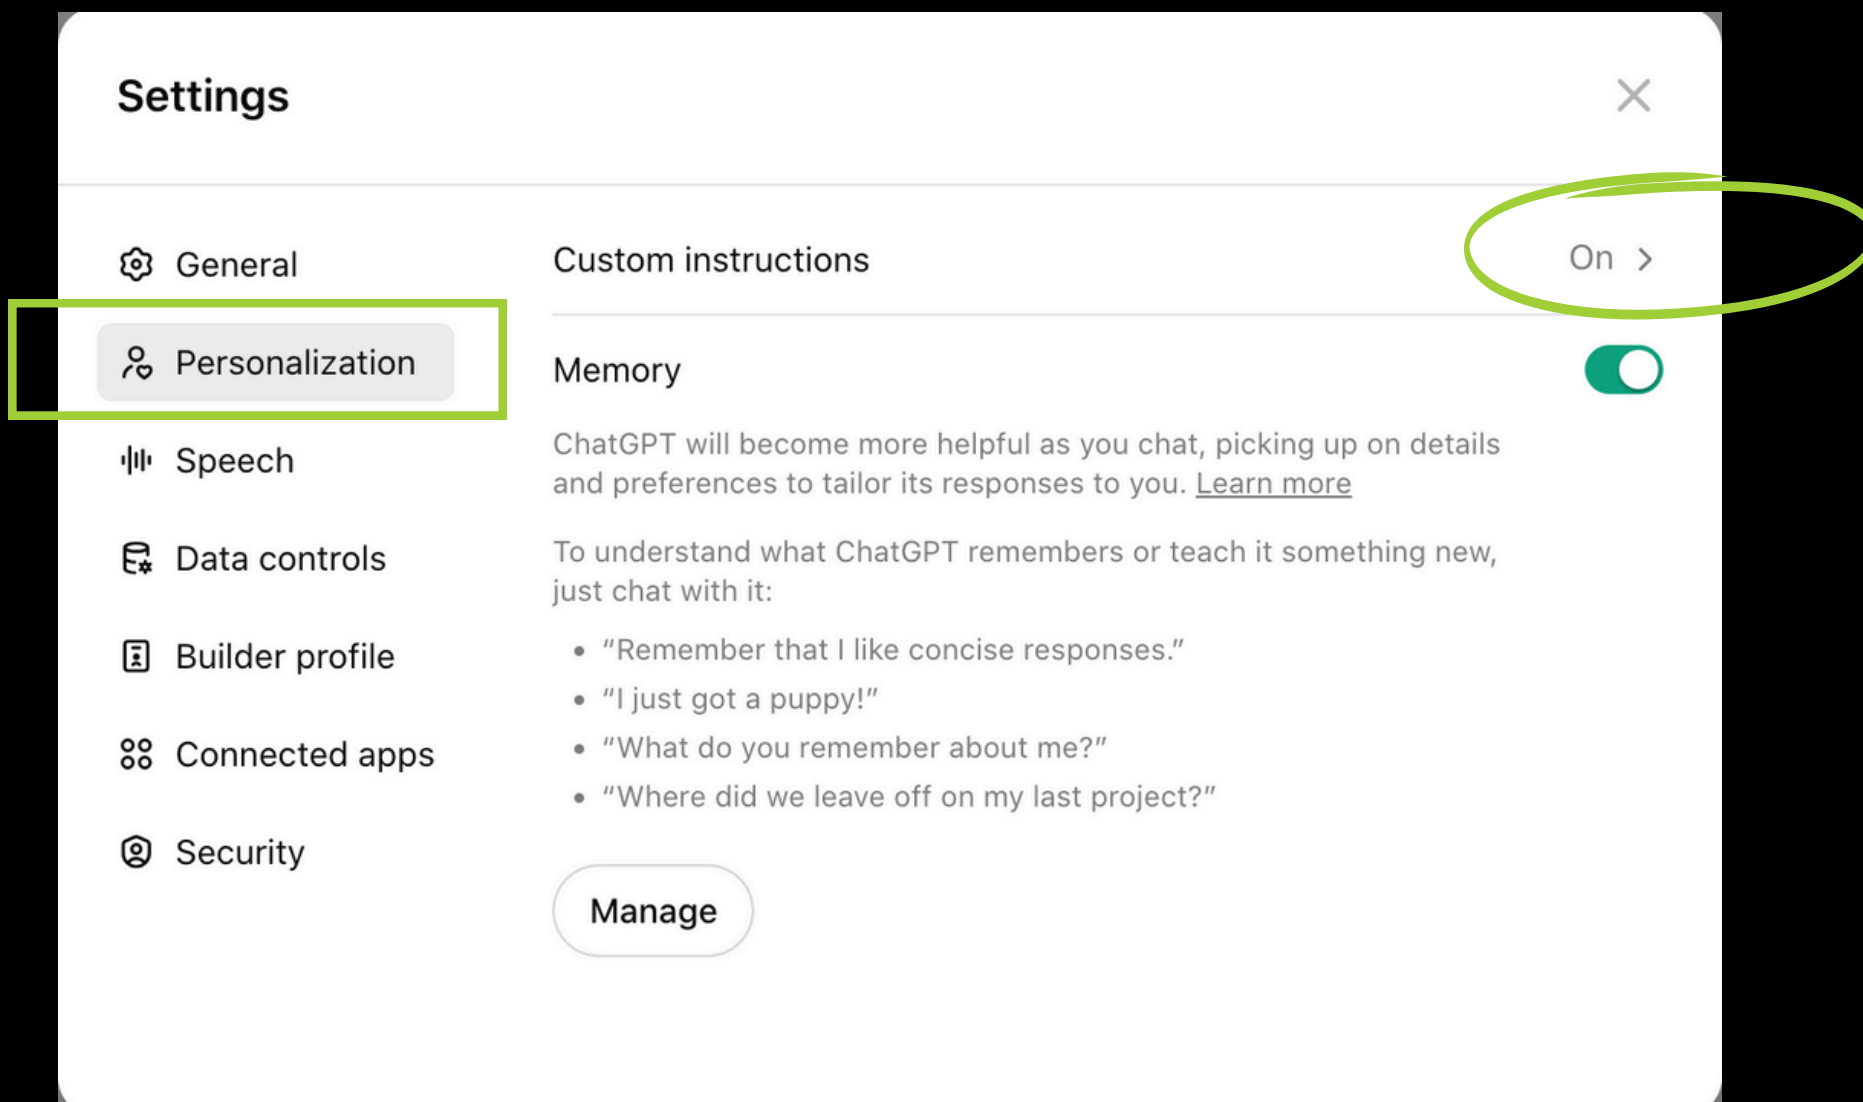 Settings
General
Personalization
Speech
Data controls
Builder profile
Connected apps
Security
Custom instructions
On
Memory
ChatGPT will become more helpful as you chat, picking up on details
and preferences to tailor its responses to you. Learn more
To understand what ChatGPT remembers or teach it something new,
just chat with it:
• “Remember that I like concise responses.”
• “I just got a puppy!”
• “What do you remember about me?”
• “Where did we leave off on my last project?”
Manage